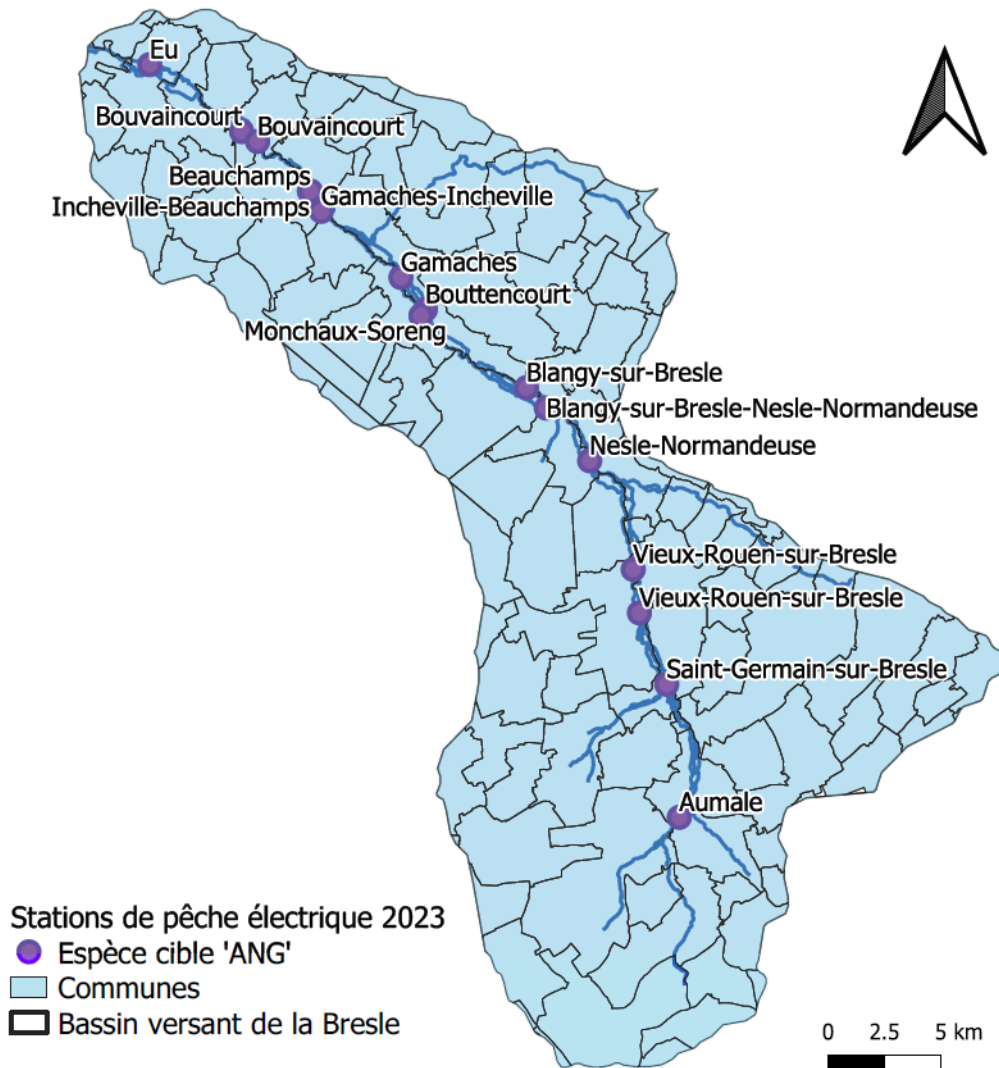 Eu
Bouvaincourt
Bouvaincourt
Beauchamps
Gamaches-Incheville
Incheville-Beauchamps
Gamaches
Bouttencourt
Monchaux-Soreng
Blangy-sur-Bresle
Blangy-sur-Bresle-Nesle-Normandeuse
Nesle-Normandeuse
Vieux-Rouen-sur-Bresle
Vieux-Rouen-sur-Bresle
Saint-Germain-sur-Bresle
Aumale
Stations de pêche électrique 2023
Espèce cible 'ANG'
Communes
Bassin versant de la Bresle
0 2.5 5 km